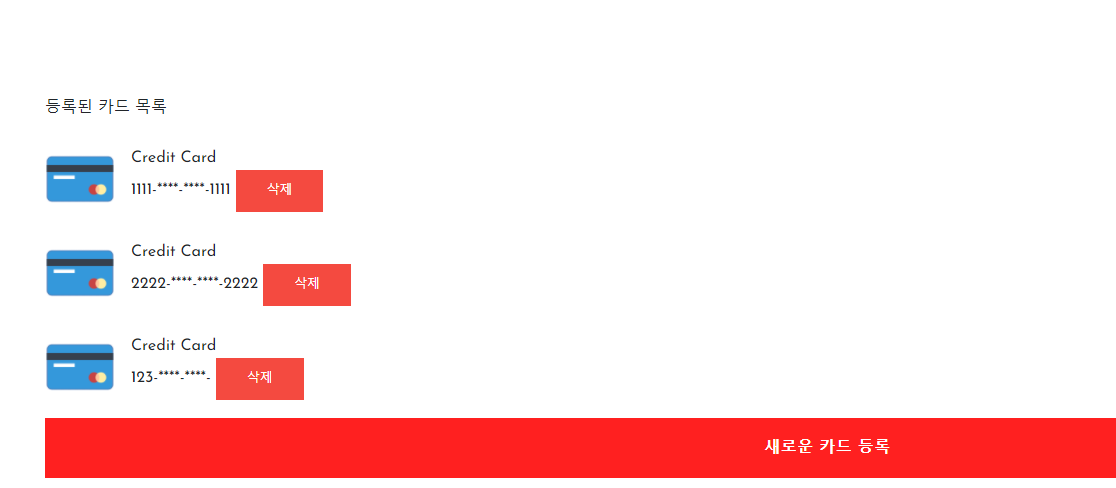 등록된 카드 목록
Credit Card
1111-****-****-1111 삭제
Credit Card
2222-****-****-2222 삭제
Credit Card
123-****-****- 삭제
새로운 카드 등록